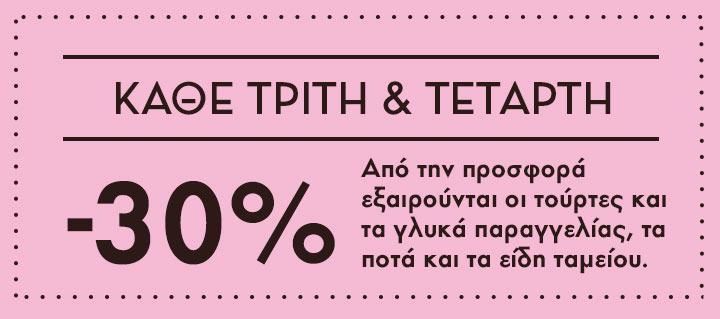 ΚΑΘΕ ΤΡΙΤΗ & ΤΕΤΑΡΤΗ
-30%
Από την προσφορά
εξαιρούνται οι τούρτες και
τα γλυκά παραγγελίας, τα
ποτά και τα είδη ταμείου.